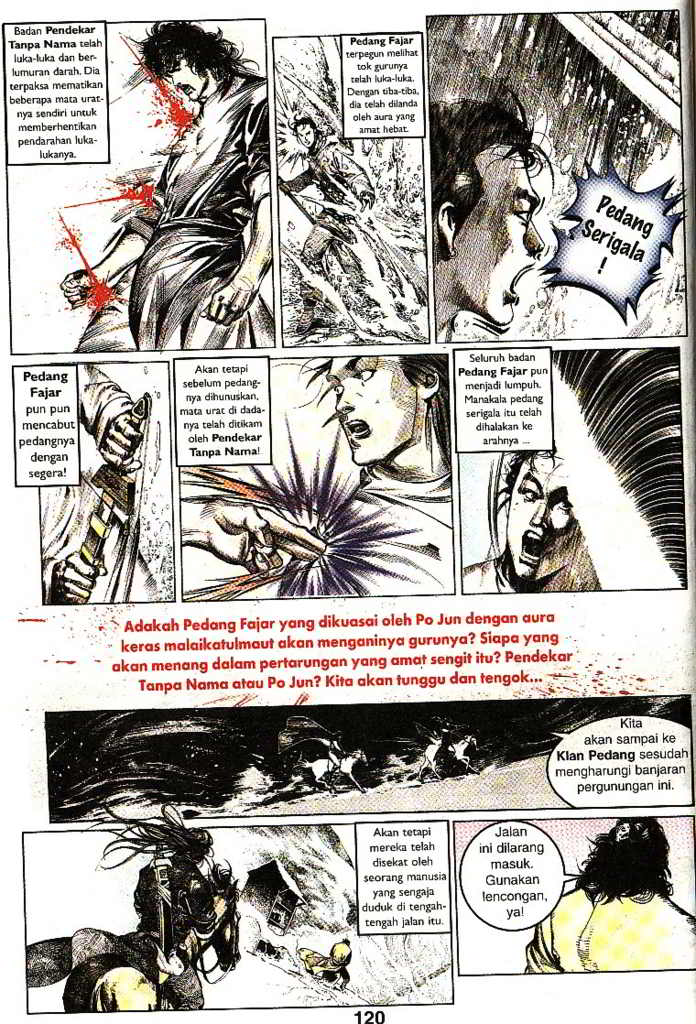 Badan Pendekar
Tanpa Nama telah
luka-luka dan ber-
lumuran darah. Dia
terpaksa mematikan
beberapa mata urat-
nya sendiri untuk
memberhentikan
pendarahan luka-
lukanya.
Pedang Fajar
terpegun melihat
tok gurunya
telah luka-luka.
Dengan tiba-tiba,
dia telah dilanda
oleh aura yang
amat hebat.
Pedang
Serigala
!
Pedang
Fajar
pun pun
mencabut
pedangnya
dengan
segera!
Akan tetapi
sebelum pedang-
nya dihunuskan,
mata urat di dada-
nya telah ditikam
oleh Pendekar
Tanpa Nama!
Seluruh badan
Pedang Fajar pun
menjadi lumpuh.
Manakala pedang
serigala itu telah
dihalakan ke
arahnya ...
Adakah Pedang Fajar yang dikuasai oleh Po Jun dengan aura
keras malaikatulmaut akan menganinya gurunya? Siapa yang
akan menang dalam pertarungan yang amat sengit itu? Pendekar
Tanpa Nama atau Po Jun? Kita akan tunggu dan tengok...
Kita
akan sampai ke
Klan Pedang sesudah
mengharungi banjaran
pergunungan ini.
Akan tetapi
mereka telah
disekat oleh
seorang manusia
yang sengaja
duduk di tengah-
tengah jalan itu.
Jalan
ini dilarang
masuk.
Gunakan
lencongan,
ya!
120